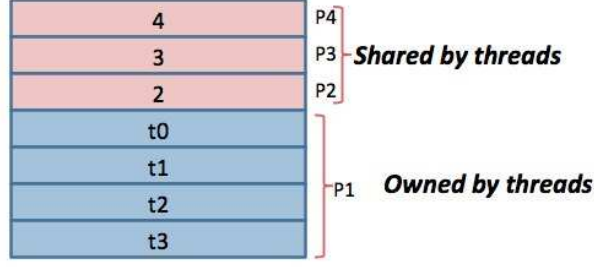 4 P4
3 P3 Shared by threads
2 P2
t0
t1
t2 P1 Owned by threads
t3